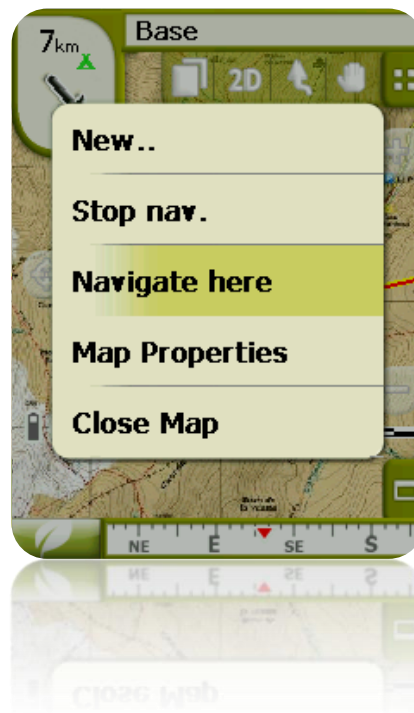 Base
7km
2D
New..
Stop nav.
Navigate here
Map Properties
Close Map
NE E SE S